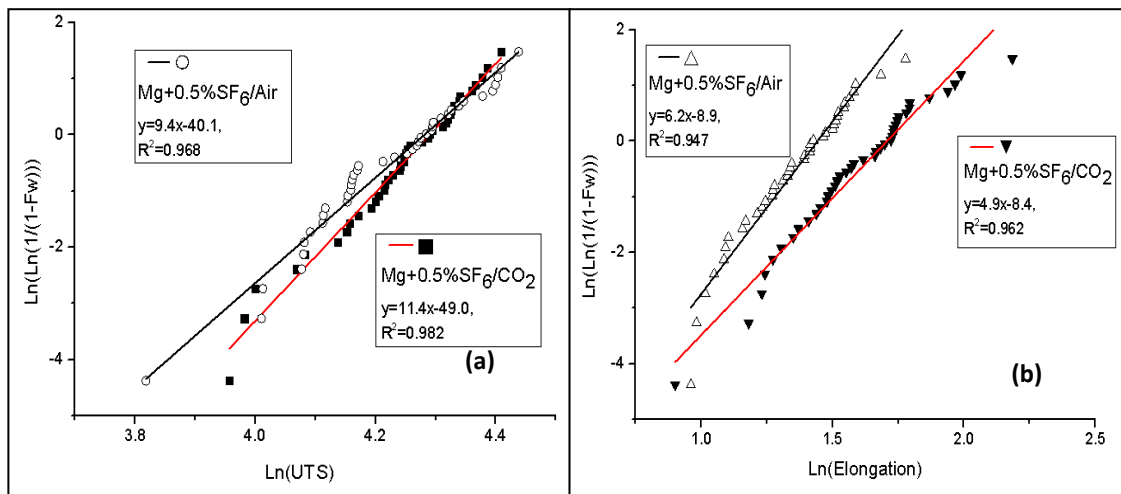 2
0
-2
-4
Ln(Ln(1/(1-Fw)))
Mg+0.5%SF6/Air
y=9.4x-40.1,
R²=0.968
Mg+0.5%SF6/CO2
y=11.4x-49.0,
R²=0.982
(a)
3.8 4.0 4.2 4.4
Ln(UTS)
2
0
-2
-4
Ln(Ln(1/(1-Fw)))
Mg+0.5%SF6/Air
y=6.2x-8.9,
R²=0.947
Mg+0.5%SF6/CO2
y=4.9x-8.4,
R²=0.962
(b)
1.0 1.5 2.0 2.5
Ln(Elongation)